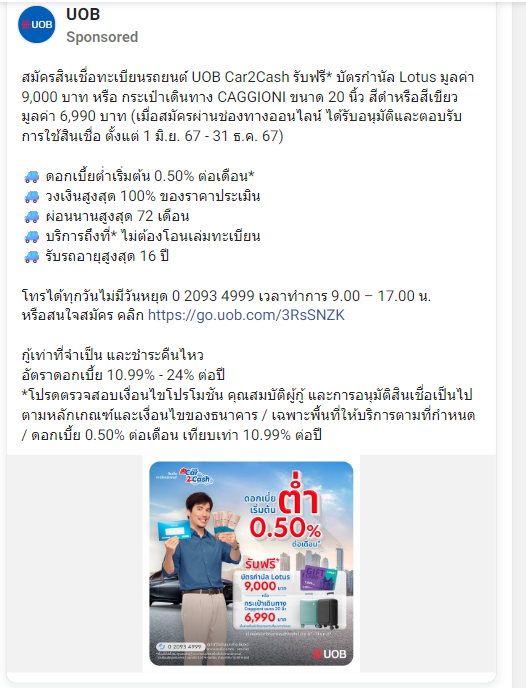 UOB
UOB
Sponsored
สมัครสินเชื่อทะเบียนรถยนต์ UOB Car2Cash รับฟรี* บัตรกำนัล Lotus มูลค่า
9,000 บาท หรือ กระเป๋าเดินทาง CAGGIONI ขนาด 20 นิ้ว สีดำหรือสีเขียว
มูลค่า 6,990 บาท (เมื่อสมัครผ่านช่องทางออนไลน์ ได้รับอนุมัติและตอบรับ
การใช้สินเชื่อ ตั้งแต่ 1 มิ.ย. 67 - 31 ธ.ค. 67)
ดอกเบี้ยต่ำเริ่มต้น 0.50% ต่อเดือน*
วงเงินสูงสุด 100% ของราคาประเมิน
ผ่อนนานสูงสุด 72 เดือน
บริการถึงที่* ไม่ต้องโอนเล่มทะเบียน
รับรถอายุสูงสุด 16 ปี
โทรได้ทุกวันไม่มีวันหยุด 0 2093 4999 เวลาทำการ 9.00 – 17.00 น.
หรือสนใจสมัคร คลิก https://go.uob.com/3RsSNZK
กู้เท่าที่จำเป็น และชำระคืนไหว
อัตราดอกเบี้ย 10.99% - 24% ต่อปี
*โปรดตรวจสอบเงื่อนไขโปรโมชัน คุณสมบัติผู้กู้ และการอนุมัติสินเชื่อเป็นไป
ตามหลักเกณฑ์และเงื่อนไขของธนาคาร / เฉพาะพื้นที่ให้บริการตามที่กำหนด
/ ดอกเบี้ย 0.50% ต่อเดือน เทียบเท่า 10.99% ต่อปี
Car
2Cash
ดอกเบี้ย
เริ่มต้น
ต่ำ
0.50%
ต่อเดือน*
รับฟรี*
บัตรกำนัล Lotus
9,000 บาท
หรือ
กระเป๋าเดินทาง
Caggioni ขนาด 20 นิ้ว
6,990 บาท
0 2093 4999
UOB